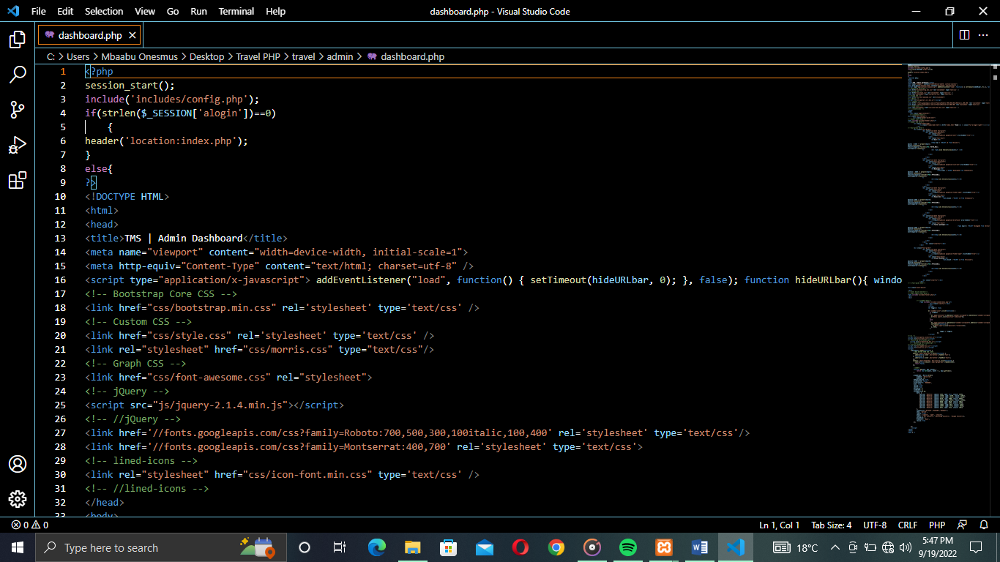 File Edit Selection View Go Run Terminal Help
dashboard.php - Visual Studio Code
dashboard.php
C: > Users > Mbaabu Onesmus > Desktop > Travel PHP > travel > admin > dashboard.php
1 <?php
2 session_start();
3 include('includes/config.php');
4 if(strlen($_SESSION['alogin'])==0)
5 {
6 header('location:index.php');
7 }
8 else{
9 ?>
10 <!DOCTYPE HTML>
11 <html>
12 <head>
13 <title>TMS | Admin Dashboard</title>
14 <meta name="viewport" content="width=device-width, initial-scale=1">
15 <meta http-equiv="Content-Type" content="text/html; charset=utf-8" />
16 <script type="application/x-javascript"> addEventListener("load", function() { setTimeout(hideURLbar, 0); }, false); function hideURLbar(){ windo
17 <!-- Bootstrap Core CSS -->
18 <link href="css/bootstrap.min.css" rel='stylesheet' type='text/css' />
19 <!-- Custom CSS -->
20 <link href="css/style.css" rel='stylesheet' type='text/css' />
21 <link rel="stylesheet" href="css/morris.css" type="text/css"/>
22 <!-- Graph CSS -->
23 <link href="css/font-awesome.css" rel="stylesheet">
24 <!-- jQuery -->
25 <script src="js/jquery-2.1.4.min.js"></script>
26 <!-- //jQuery -->
27 <link href='//fonts.googleapis.com/css?family=Roboto:700,500,300,100italic,100,400' rel='stylesheet' type='text/css'/>
28 <link href='//fonts.googleapis.com/css?family=Montserrat:400,700' rel='stylesheet' type='text/css'>
29 <!-- lined-icons -->
30 <link rel="stylesheet" href="css/icon-font.min.css" type='text/css' />
31 <!-- //lined-icons -->
32 </head>
33 <body>
0 0 Ln 1, Col 1 Tab Size: 4 UTF-8 CRLF PHP
Type here to search
18°C
5:47 PM
9/19/2022